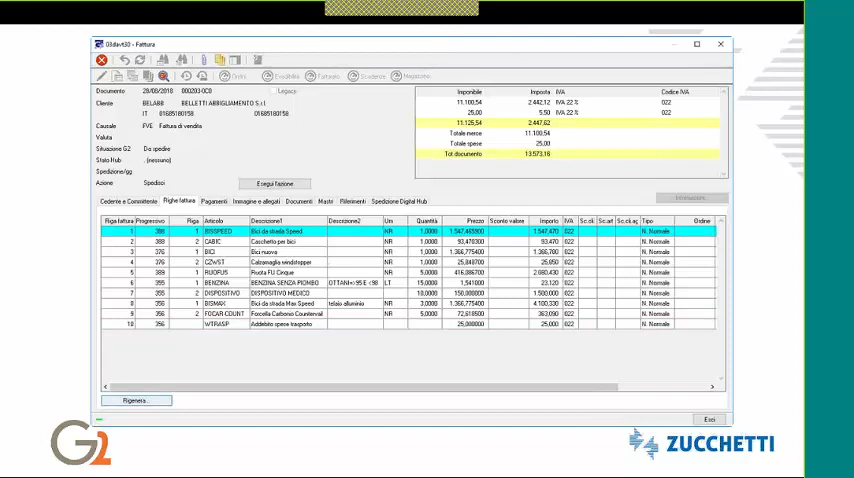 G3davt30 - Fattura
Ordini Evadibilità Fattaggio Scadenze Magazzino
Documento 28/08/2018 000203-0C0 Legacy
Cliente BELABB BELLETTI ABBIGLIAMENTO S.r.l.
IT 01685180158 01685180158
Causale FVE Fattura di vendita
Valuta
Situazione G2 Da spedire
Stato Hub . (nessuno)
Spedizione/gg
Azione Spedisci Esegui l'azione
Imponibile Imposta IVA Codice IVA
11.100,54 2.442,12 IVA 22 % 022
25,00 5,50 IVA 22 % 022
11.125,54 2.447,62
Totale merce 11.100,54
Totale spese 25,00
Tot documento 13.573,16
Cedente e Committente Righe fattura Pagamenti Immagine e allegati Documenti Mastri Riferimenti Spedizione Digital Hub
Riga fattura Progressivo Riga Articolo Descrizione1 Descrizione2 Um Quantità Prezzo Sconto valore Importo IVA Sc.cli Sc.art Sc.cli.aç Tipo Ordine
1 388 1 BISSPEED Bici da strada Speed NR 1,0000 1.547,465900 1.547,470 022 N. Normale
2 388 2 CABIC Caschetto per bici NR 1,0000 93,470300 93,470 022 N. Normale
3 376 1 BICI Bici nuova NR 1,0000 1.366,775400 1.366,780 022 N. Normale
4 376 2 CZWST Calzamaglia windstopper . NR 1,0000 25,848700 25,850 022 N. Normale
5 389 1 RUOFUS Ruota FU Cinque NR 5,0000 416,086700 2.080,430 022 N. Normale
6 355 1 BENZINA BENZINA SENZA PIOMBO OTTANI=>95 E <98 LT 15,0000 1,541000 23,120 022 N. Normale
7 355 2 DISPOSITIVO DISPOSITIVO MEDICO 10,0000 150,000000 1.500,000 022 N. Normale
8 356 1 BISMAX Bici da strada Max Speed telaio alluminio NR 3,0000 1.366,775400 4.100,330 022 N. Normale
9 356 2 FOCAR-COUNT Forcella Carbonio Countervail NR 5,0000 72,618500 363,090 022 N. Normale
10 356 WTRASP Addebito spese trasporto 25,000000 25,000 022 N. Normale
Rigenera...
Esci
G2
ZUCCHETTI